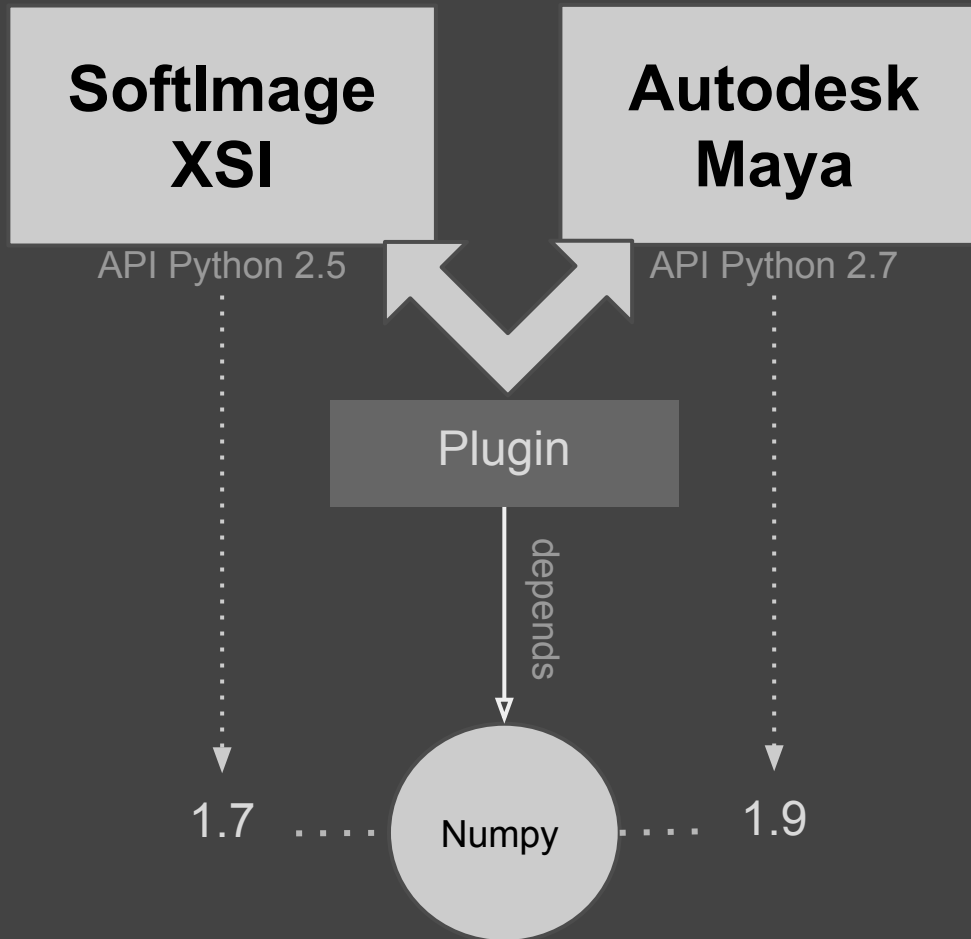 SoftImage
XSI
Autodesk
Maya
API Python 2.5
API Python 2.7
Plugin
depends
1.7
Numpy
1.9